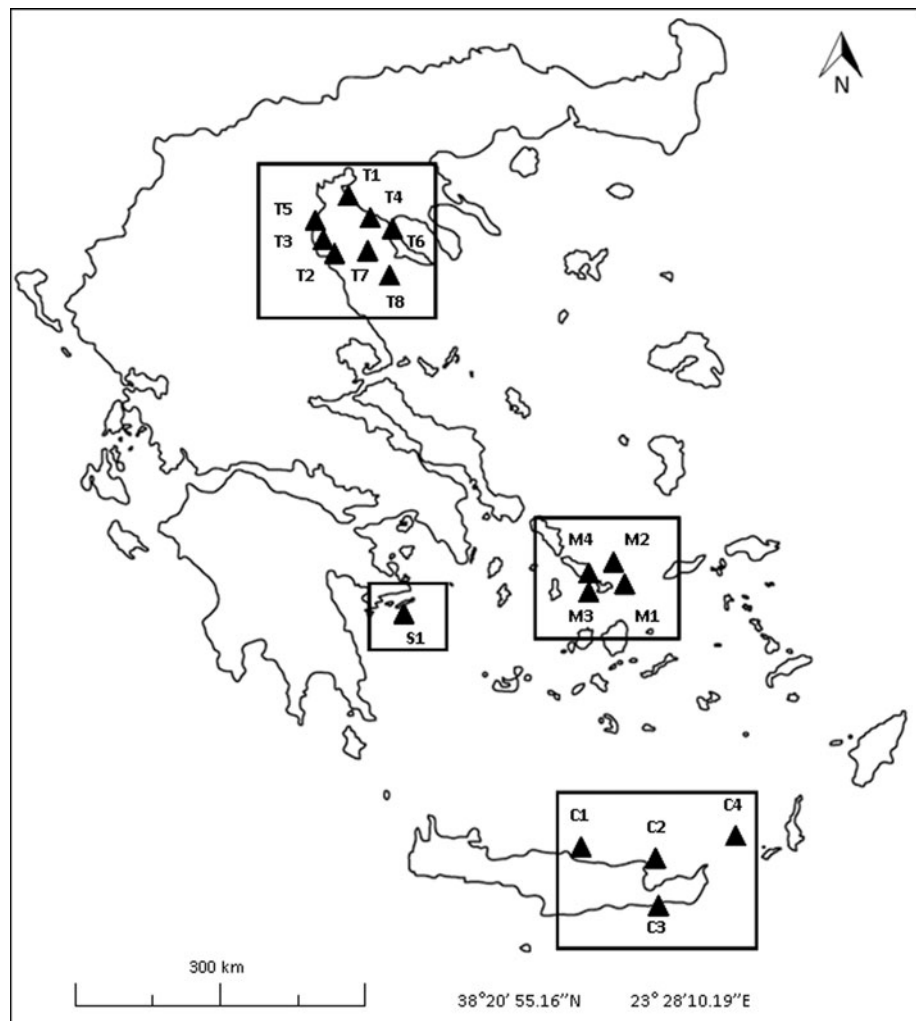 N
T1
T4
T5
T3
T6
T2
T7
T8
M4
M2
M3
M1
S1
C4
C1
C2
C3
300 km
38°20’ 55.16’’N 23° 28’10.19’’E